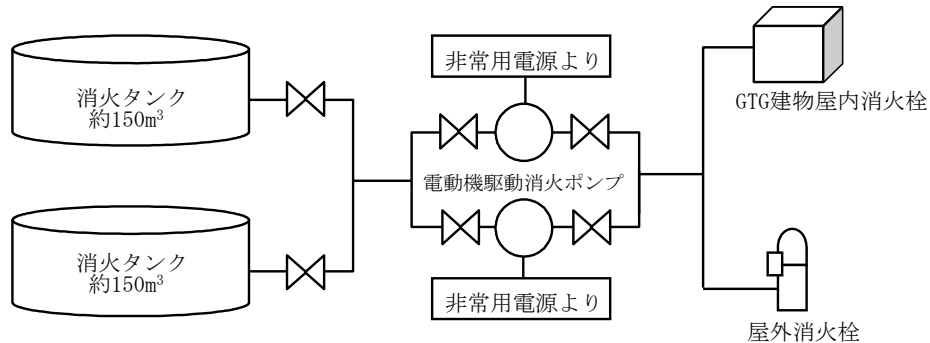 非常用電源より
消火タンク
約150m³
GTG建物屋内消火栓
電動機駆動消火ポンプ
消火タンク
約150m³
非常用電源より
屋外消火栓